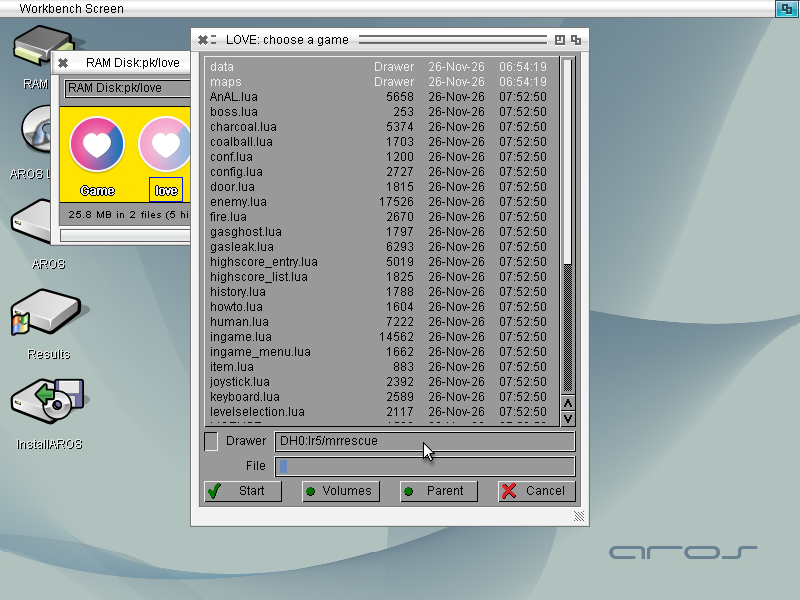 Workbench Screen
RAM
RAM Disk:pk/love
RAM Disk:pk/love
Game
love
25.8 MB in 2 files (5 hi
AROS L
AROS
Results
InstallAROS
LOVE: choose a game
data Drawer 26-Nov-26 06:54:19
maps Drawer 26-Nov-26 06:54:19
AnAL.lua 5658 26-Nov-26 07:52:50
boss.lua 253 26-Nov-26 07:52:50
charcoal.lua 5374 26-Nov-26 07:52:50
coalball.lua 1703 26-Nov-26 07:52:50
conf.lua 1200 26-Nov-26 07:52:50
config.lua 2727 26-Nov-26 07:52:50
door.lua 1815 26-Nov-26 07:52:50
enemy.lua 17526 26-Nov-26 07:52:50
fire.lua 2670 26-Nov-26 07:52:50
gasghost.lua 1797 26-Nov-26 07:52:50
gasleak.lua 6293 26-Nov-26 07:52:50
highscore_entry.lua 5019 26-Nov-26 07:52:50
highscore_list.lua 1825 26-Nov-26 07:52:50
history.lua 1788 26-Nov-26 07:52:50
howto.lua 1604 26-Nov-26 07:52:50
human.lua 7222 26-Nov-26 07:52:50
ingame.lua 14562 26-Nov-26 07:52:50
ingame_menu.lua 1662 26-Nov-26 07:52:50
item.lua 883 26-Nov-26 07:52:50
joystick.lua 2392 26-Nov-26 07:52:50
keyboard.lua 2589 26-Nov-26 07:52:50
levelselection.lua 2117 26-Nov-26 07:52:50
Drawer DH0:lr5/mrrescue
File
Start Volumes Parent Cancel
aros